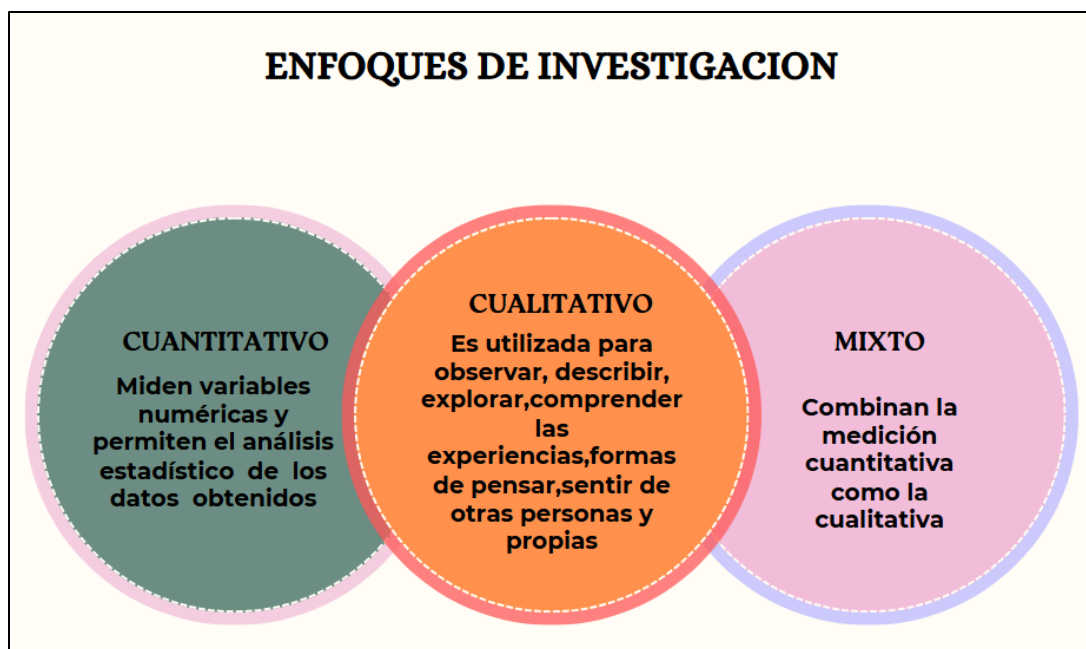 ENFOQUES DE INVESTIGACION
CUANTITATIVO
Miden variables
numéricas y
permiten el análisis
estadístico de los
datos obtenidos
CUALITATIVO
Es utilizada para
observar, describir,
explorar,comprender
las
experiencias,formas
de pensar,sentir de
otras personas y
propias
MIXTO
Combinan la
medición
cuantitativa
como la
cualitativa